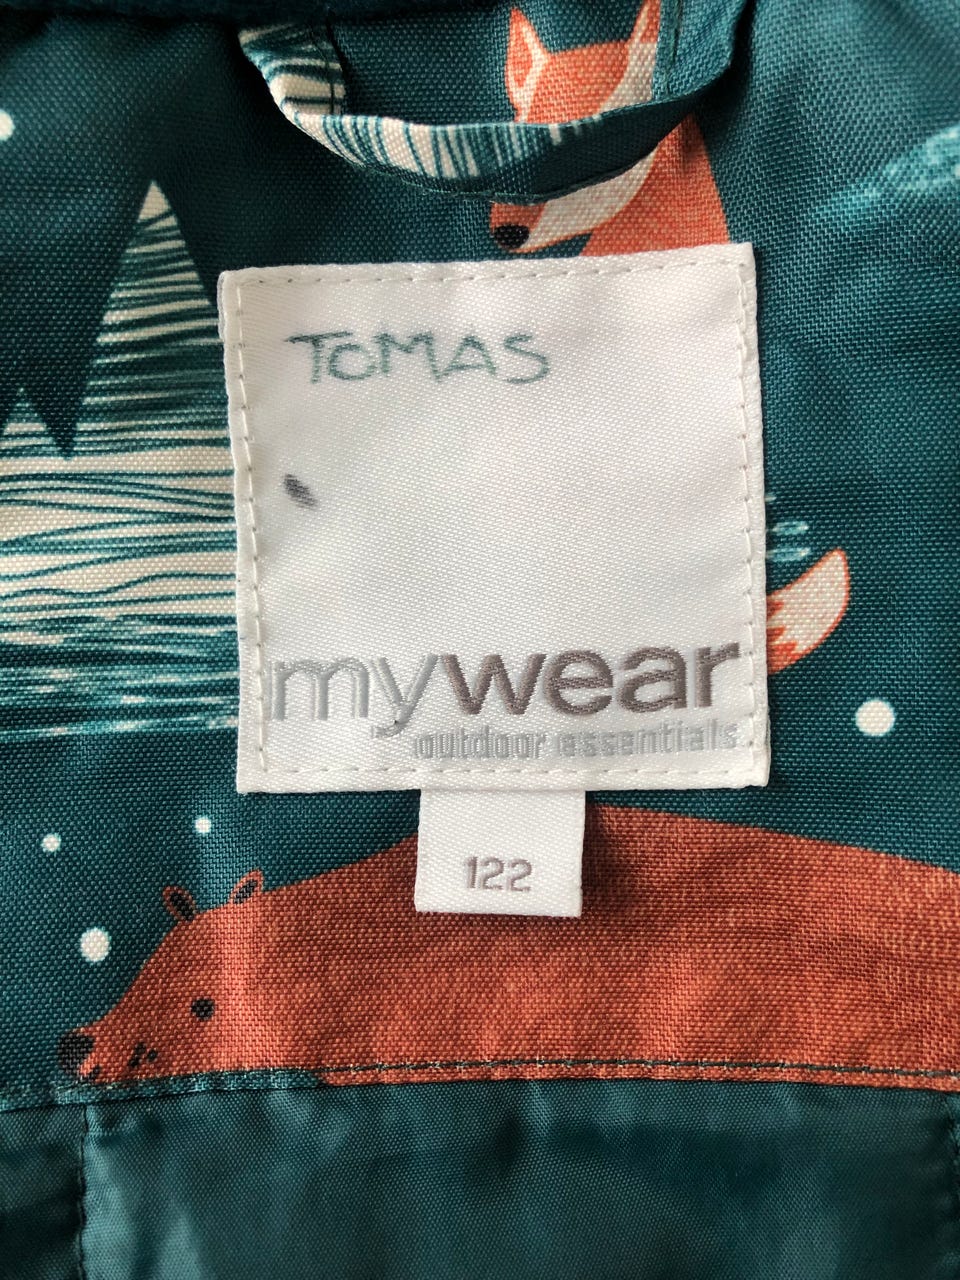 TOMAS
mywear
outdoor essentials
122